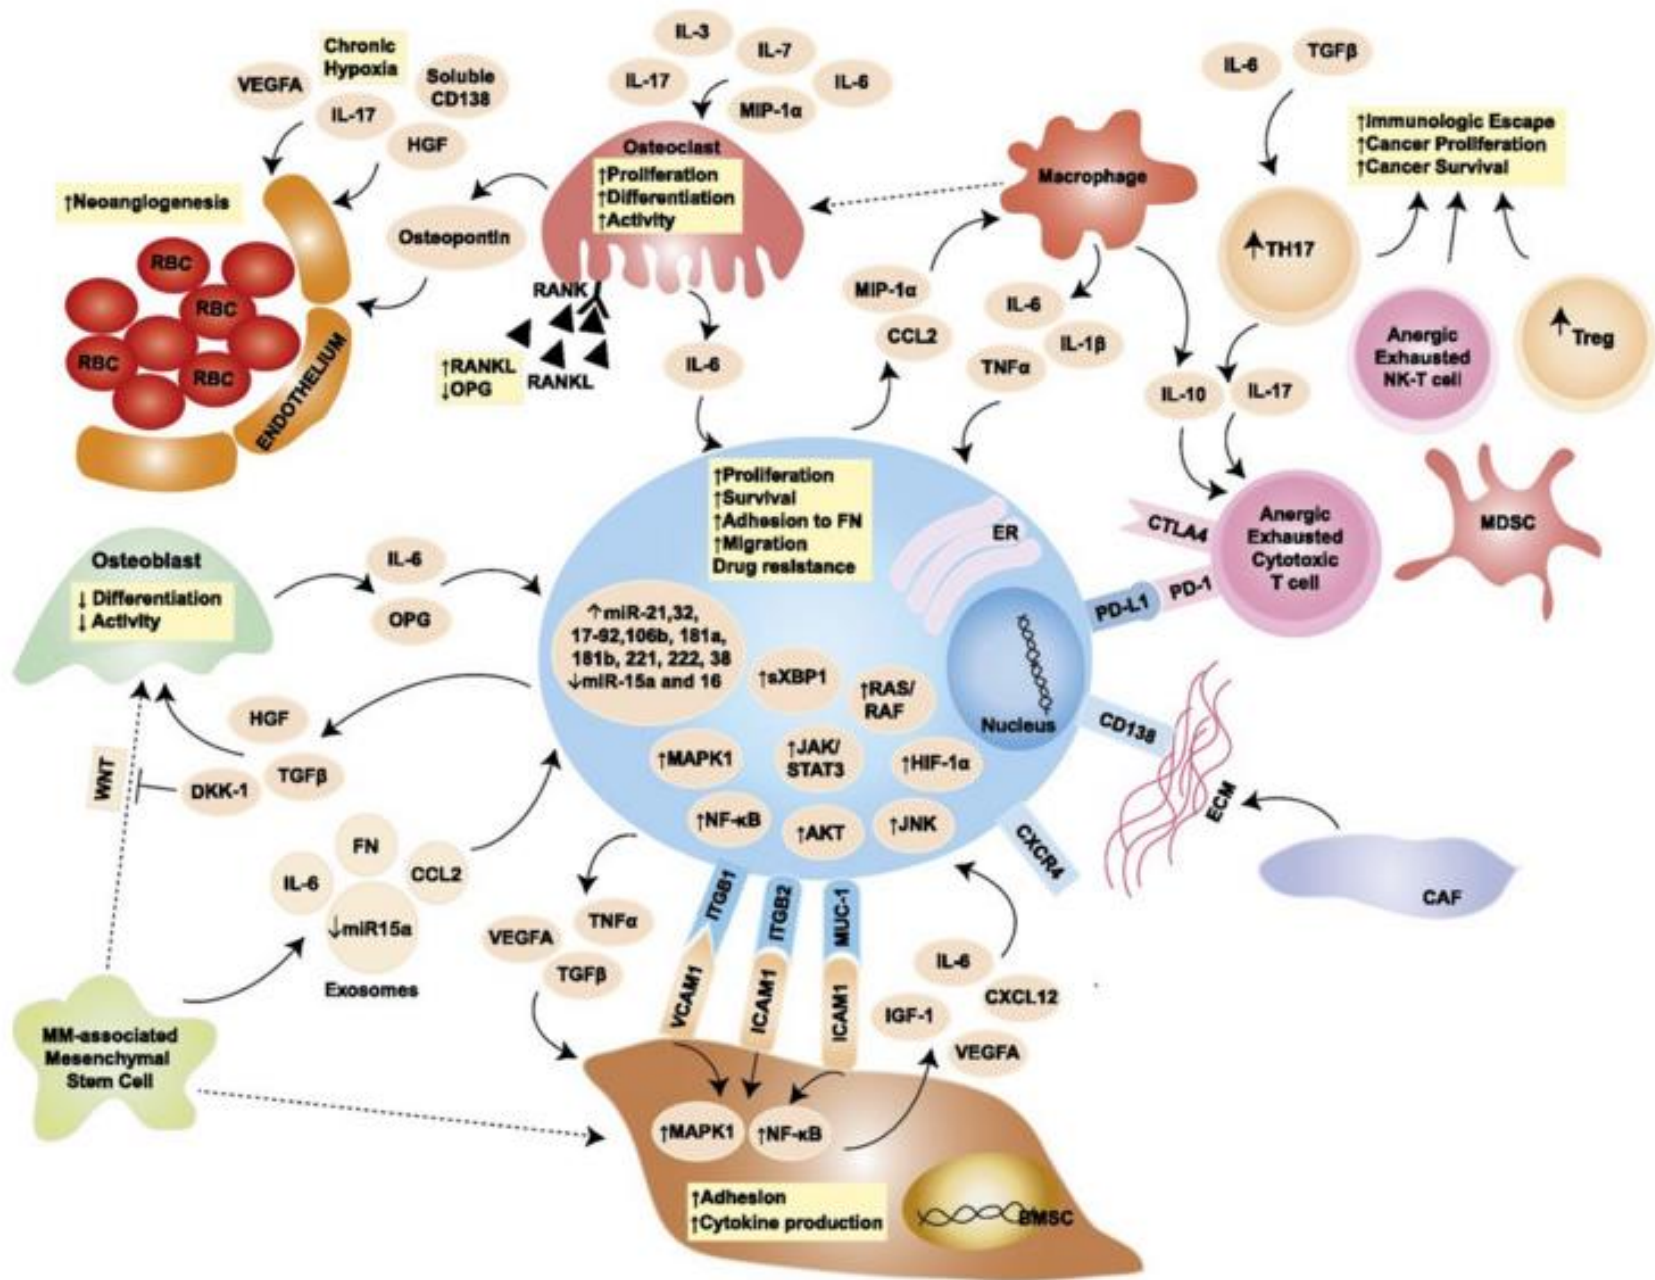 Chronic
Hypoxia
VEGFA
Soluble
CD138
IL-17
HGF
↑Neoangiogenesis
RBC
RBC
RBC
RBC
ENDOTHELIUM
Osteopontin
IL-3
IL-7
IL-17
IL-6
MIP-1α
Osteoclast
↑Proliferation
↑Differentiation
↑Activity
RANK
↑RANKL
↓OPG
RANKL
IL-6
Macrophage
MIP-1α
CCL2
IL-6
IL-1β
TNFα
IL-10
IL-17
IL-6
TGFβ
↑TH17
↑Immunologic Escape
↑Cancer Proliferation
↑Cancer Survival
Anergic
Exhausted
NK-T cell
↑Treg
MDSC
CTLA4
PD-1
PD-L1
Anergic
Exhausted
Cytotoxic
T cell
↑Proliferation
↑Survival
↑Adhesion to FN
↑Migration
Drug resistance
ER
Nucleus
↑miR-21,32,
17-92,106b, 181a,
181b, 221, 222, 38
↓miR-15a and 16
↑sXBP1
↑RAS/
RAF
↑MAPK1
↑JAK/
STAT3
↑HIF-1α
↑NF-κB
↑AKT
↑JNK
CD138
CXCR4
ECM
CAF
Osteoblast
↓ Differentiation
↓ Activity
IL-6
OPG
HGF
TGFβ
DKK-1
WNT
FN
IL-6
CCL2
↓miR15a
Exosomes
MM-associated
Mesenchymal
Stem Cell
TNFα
VEGFA
TGFβ
ITGB1
ITGB2
MUC-1
VCAM1
ICAM1
ICAM1
IL-6
CXCL12
IGF-1
VEGFA
↑MAPK1
↑NF-κB
↑Adhesion
↑Cytokine production
BMSC